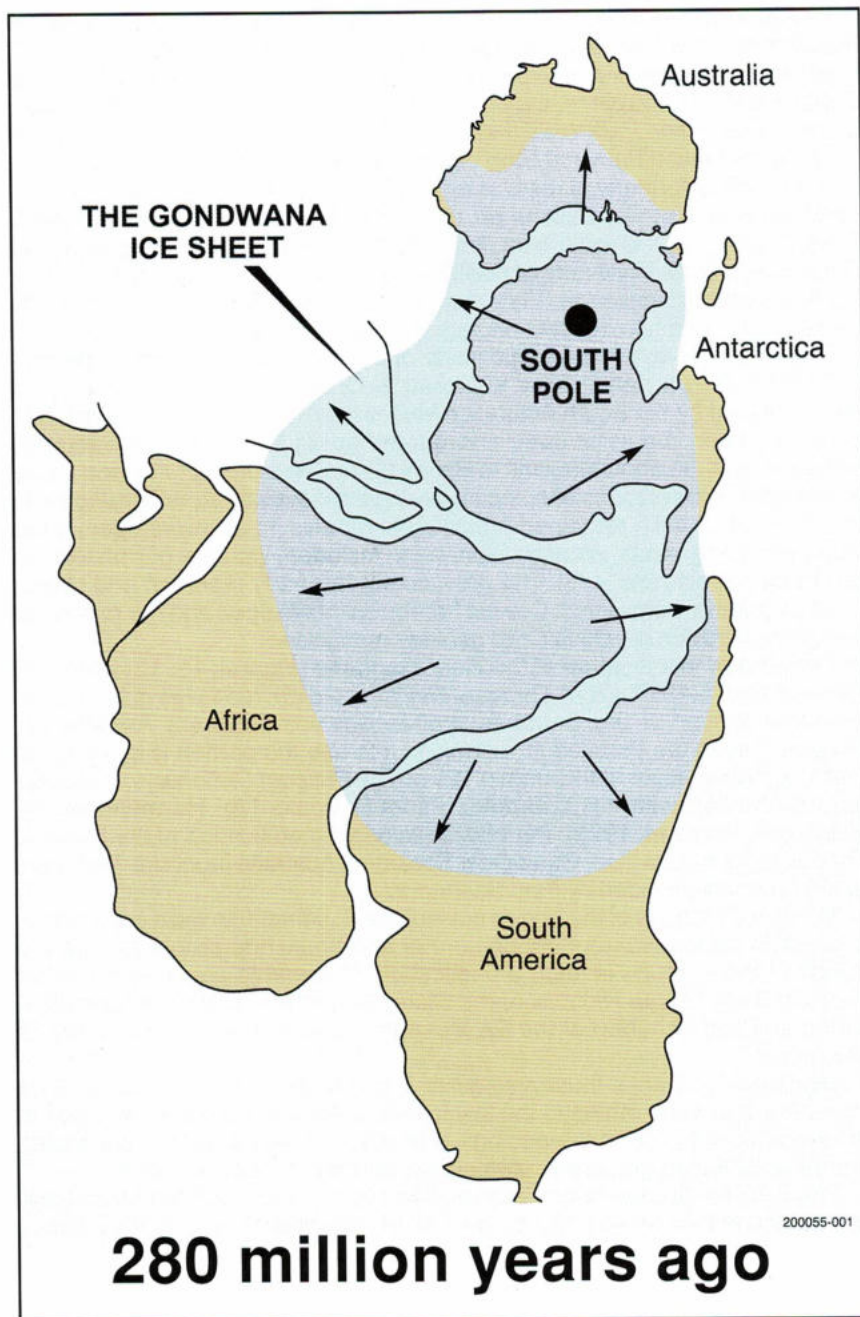 Australia
THE GONDWANA
ICE SHEET
SOUTH
POLE
Antarctica
Africa
South
America
200055-001
280 million years ago